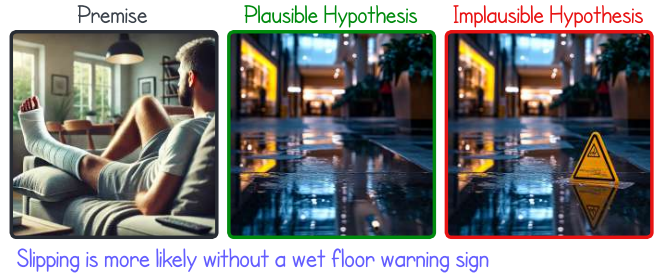 Premise
Plausible Hypothesis
Implausible Hypothesis
Slipping is more likely without a wet floor warning sign